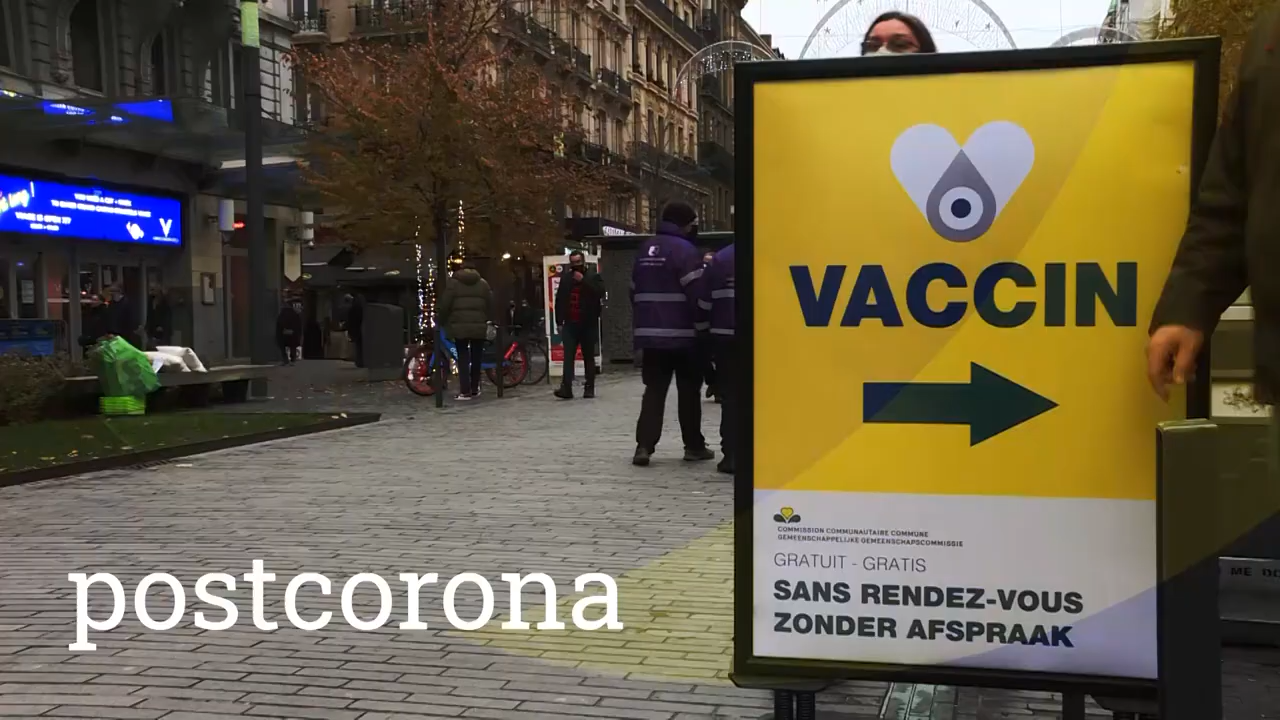 VACCIN
COMMISSION COMMUNAUTAIRE COMMUNE
GEMEENSCHAPPELIJKE GEMEENSCHAPSCOMMISSIE
GRATUIT - GRATIS
SANS RENDEZ-VOUS
ZONDER AFSPRAAK
postcorona